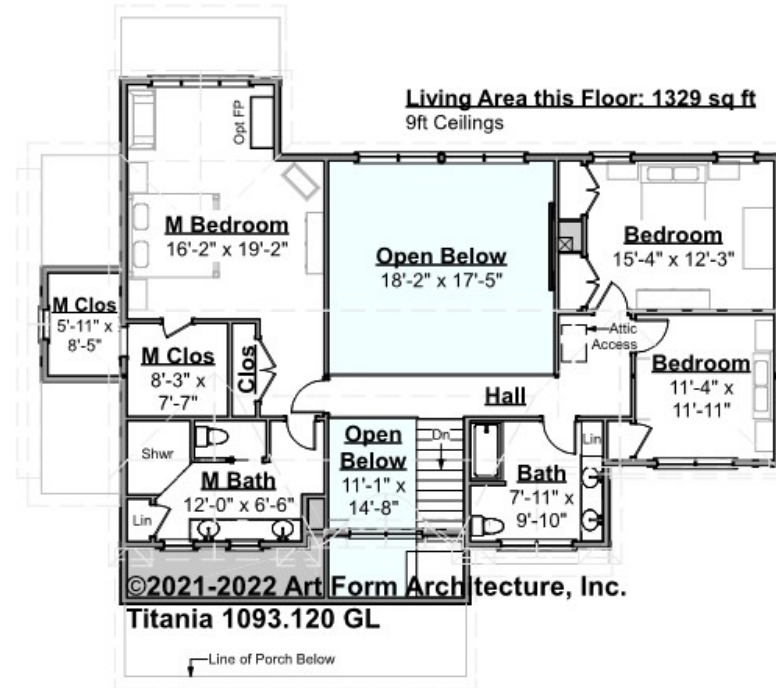 Living Area this Floor: 1329 sq ft
9ft Ceilings
Opt FP
M Bedroom
16'-2" x 19'-2"
Open Below
18'-2" x 17'-5"
Bedroom
15'-4" x 12'-3"
M Clos
5'-11" x
8'-5"
M Clos
8'-3" x
7'-7"
Clos
Attic
Access
Bedroom
11'-4" x
11'-11"
Hall
Shwr
M Bath
12'-0" x 6'-6"
Lin
Open
Below
11'-1" x
14'-8"
Dn
Bath
7'-11" x
9'-10"
Lin
©2021-2022 Art Form Architecture, Inc.
Titania 1093.120 GL
Line of Porch Below